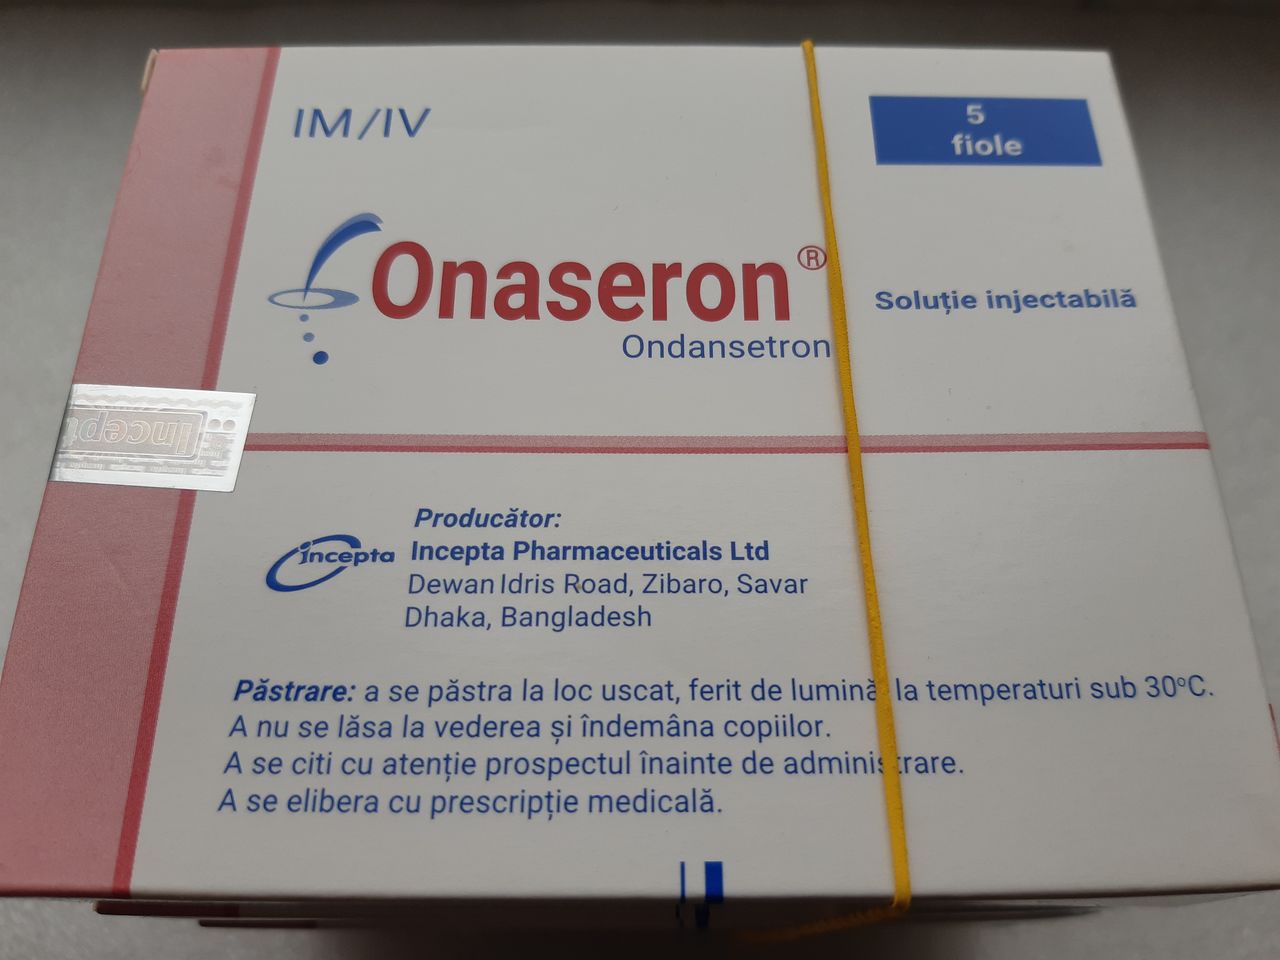 IM/IV
5
fiole
Onaseron®
Ondansetron
Soluție injectabilă
Incept
Producător:
incepta
Incepta Pharmaceuticals Ltd
Dewan Idris Road, Zibaro, Savar
Dhaka, Bangladesh
Păstrare: a se păstra la loc uscat, ferit de lumină, la temperaturi sub 30°C.
A nu se lăsa la vederea și îndemâna copiilor.
A se citi cu atenție prospectul înainte de administrare.
A se elibera cu prescripție medicală.